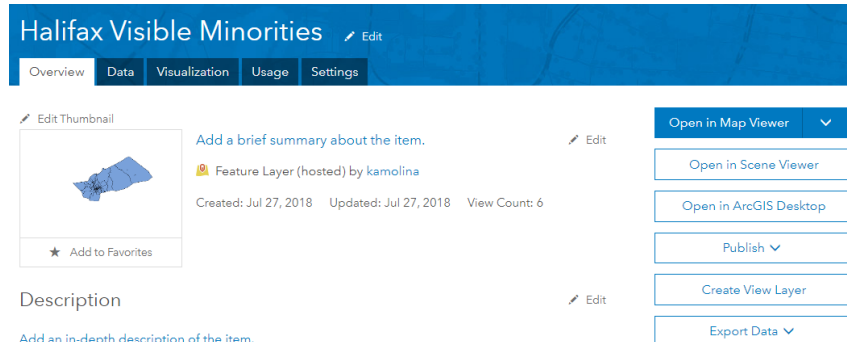 Halifax Visible Minorities Edit
Overview Data Visualization Usage Settings
Edit Thumbnail
Add a brief summary about the item. Edit
Feature Layer (hosted) by kamolina
Created: Jul 27, 2018 Updated: Jul 27, 2018 View Count: 6
Add to Favorites
Description Edit
Add an in-depth description of the item.
Open in Map Viewer
Open in Scene Viewer
Open in ArcGIS Desktop
Publish
Create View Layer
Export Data